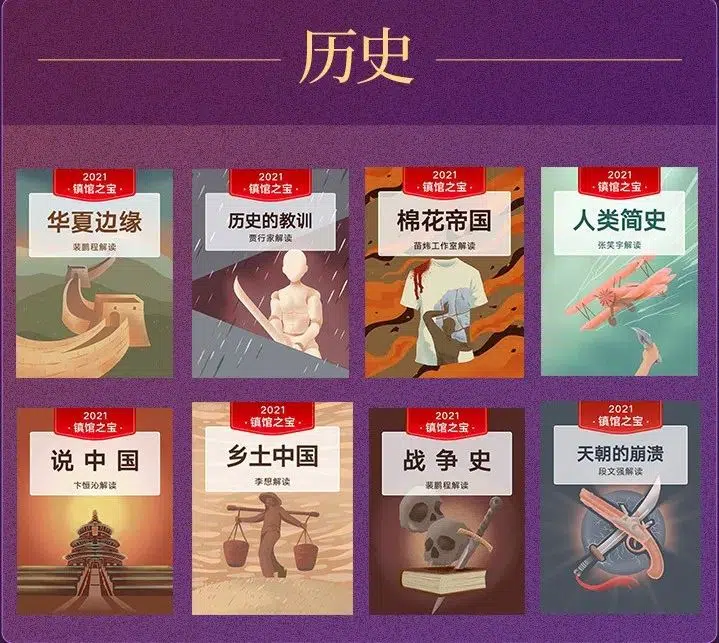 历史
2021
·镇馆之宝·
华夏边缘
裴鹏程解读
2021
·镇馆之宝·
历史的教训
贾行家解读
2021
·镇馆之宝·
棉花帝国
苗炜工作室解读
2021
·镇馆之宝·
人类简史
张笑宇解读
2021
·镇馆之宝·
说中国
卞恒沁解读
2021
·镇馆之宝·
乡土中国
李想解读
2021
·镇馆之宝·
战争史
裴鹏程解读
2021
·镇馆之宝·
天朝的崩溃
段文强解读